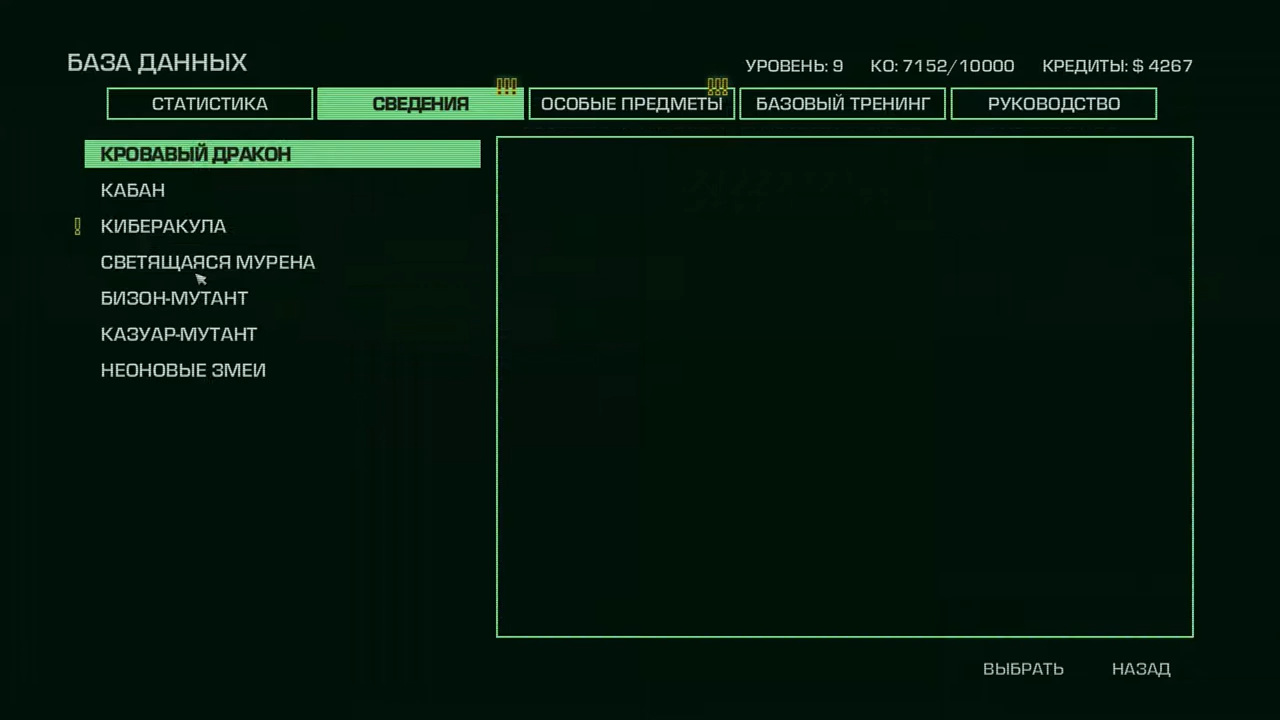 БАЗА ДАННЫХ
УРОВЕНЬ: 9 КО: 7152/10000 КРЕДИТЫ: $ 4267
!!! !!!
СТАТИСТИКА СВЕДЕНИЯ ОСОБЫЕ ПРЕДМЕТЫ БАЗОВЫЙ ТРЕНИНГ РУКОВОДСТВО
КРОВАВЫЙ ДРАКОН
КАБАН
! КИБЕРАКУЛА
СВЕТЯЩАЯСЯ МУРЕНА
БИЗОН-МУТАНТ
КАЗУАР-МУТАНТ
НЕОНОВЫЕ ЗМЕИ
ВЫБРАТЬ НАЗАД